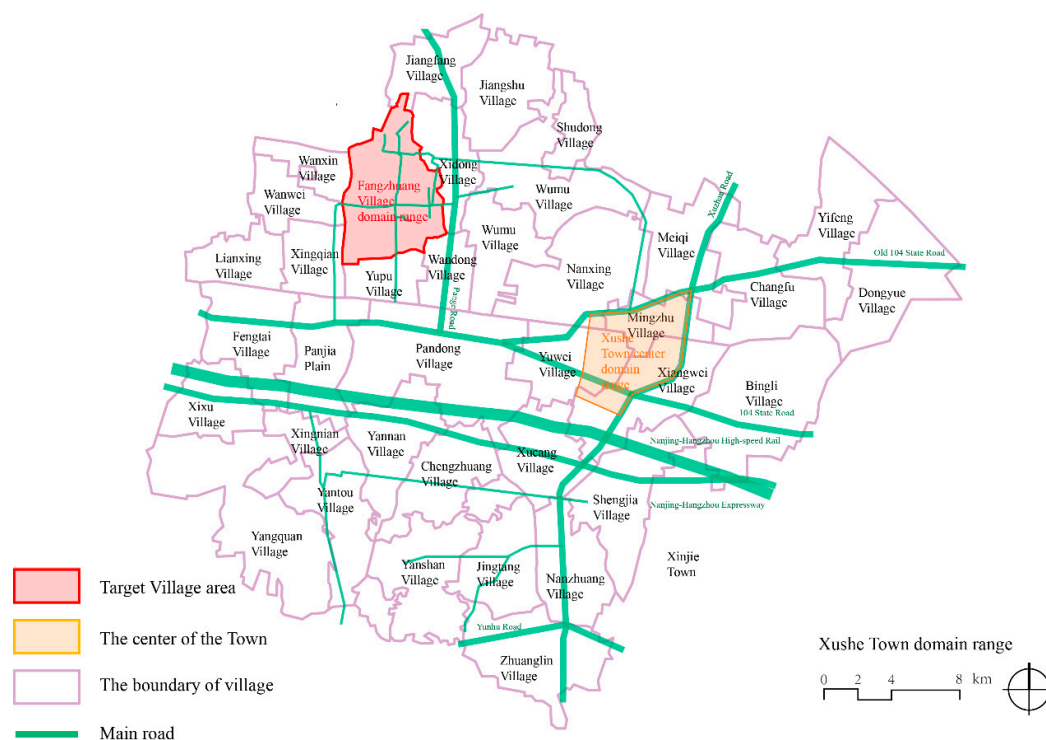 Jiangfang
Village
Jiangshu
Village
Shudong
Village
Wanxin
Village
Xidong
Village
Wanwei
Village
Fangzhuang
Village
domain range
Wumu
Village
Xuzhang Road
Yifeng
Village
Lianxing
Village
Xingqian
Village
Wumu
Village
Meiqi
Village
Old 104 State Road
Yupu
Village
Wandong
Village
Nanxing
Village
Changfu
Village
Dongyue
Village
Road
Mingzhu
Village
Fengtai
Village
Panjia
Plain
Pandong
Village
Yuwei
Village
Xushe
Town center
domain
range
Xiangwei
Village
Bingli
Village
104 State Road
Xixu
Village
Xingnian
Village
Yannan
Village
Xucang
Village
Nanjing-Hangzhou High-speed Rail
Chengzhuang
Village
Yantou
Village
Shengjia
Village
Nanjing-Hangzhou Expressway
Yangquan
Village
Yanshan
Village
Jingtang
Village
Nanzhuang
Village
Xinjie
Town
Yunhu Road
Zhuanglin
Village
Target Village area
The center of the Town
The boundary of village
Main road
Xushe Town domain range
0 2 4 8 km